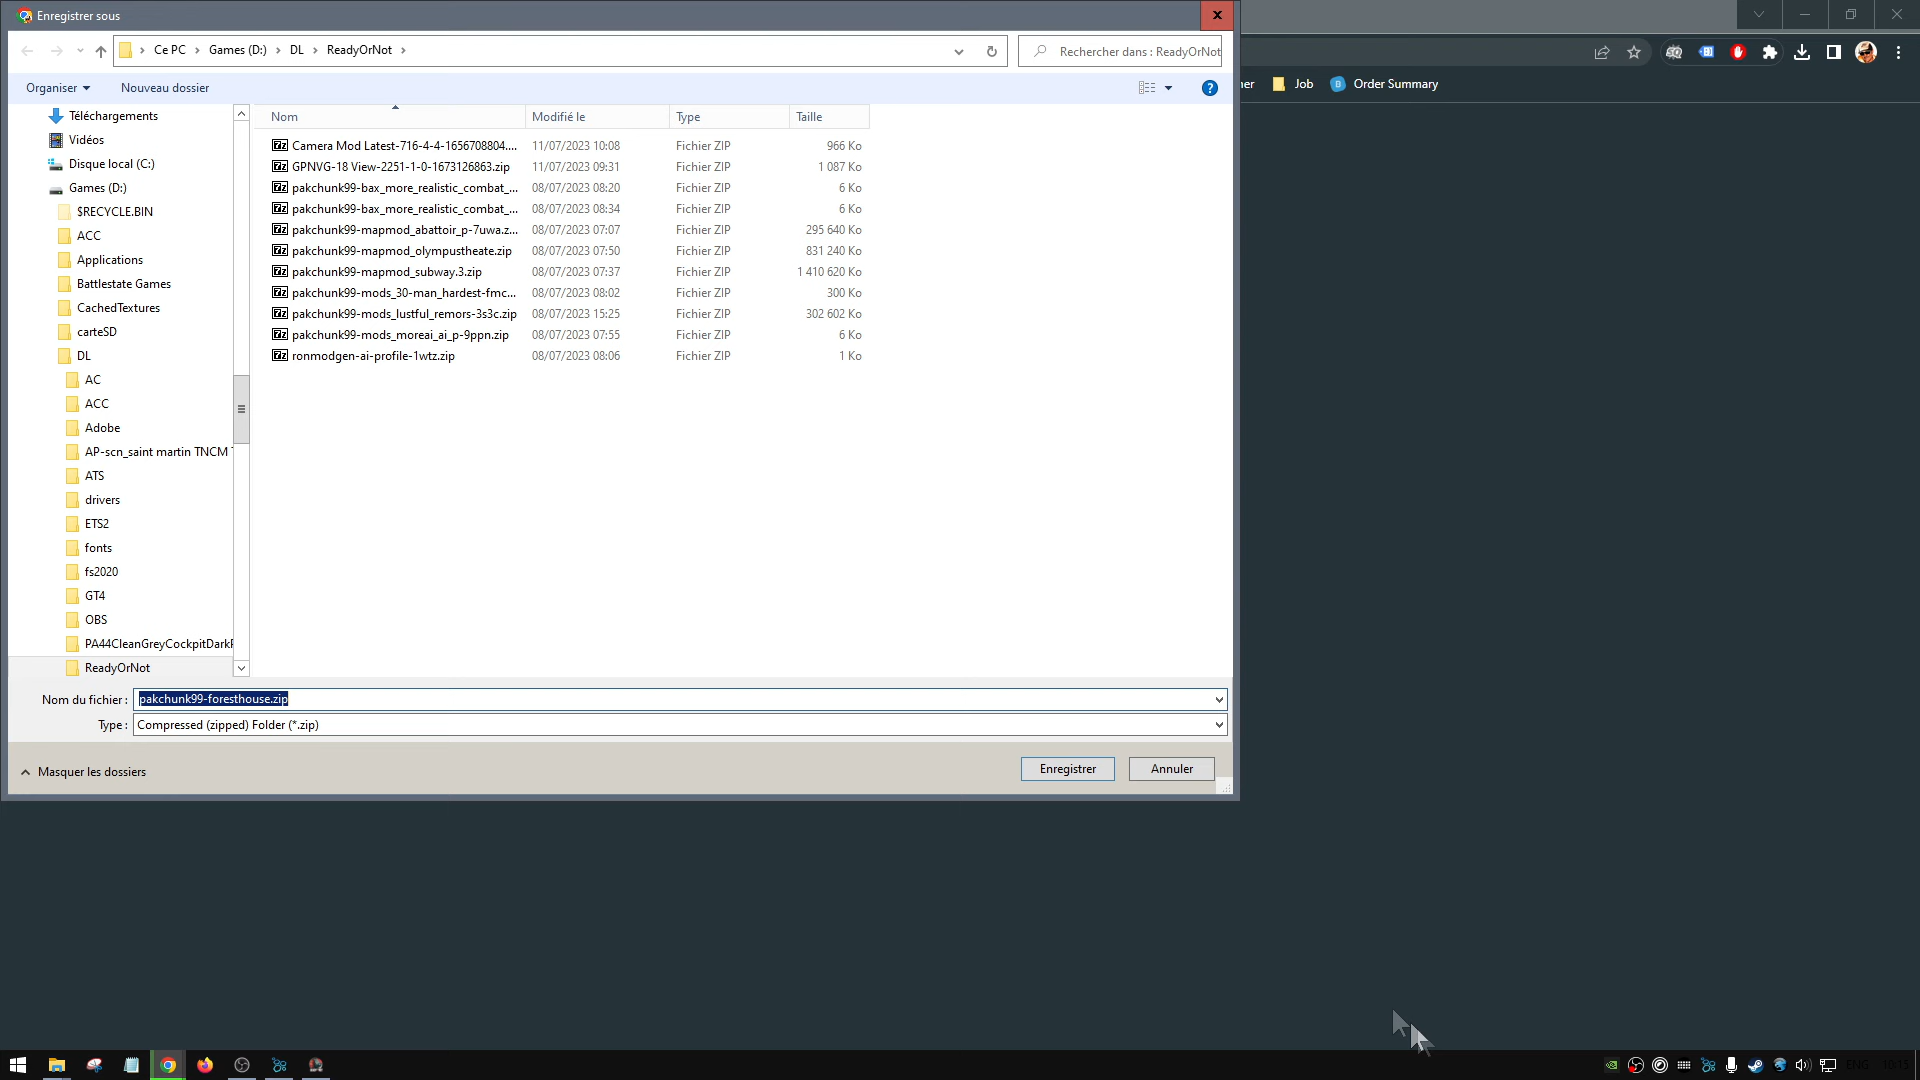 Enregistrer sous
Ce PC > Games (D:) > DL > ReadyOrNot >
Rechercher dans : ReadyOrNot
Organiser
Nouveau dossier
Job
Order Summary
Téléchargements
Vidéos
Disque local (C:)
Games (D:)
$RECYCLE.BIN
ACC
Applications
Battlestate Games
CachedTextures
carteSD
DL
AC
ACC
Adobe
AP-scn_saint martin TNCM
ATS
drivers
ETS2
fonts
fs2020
GT4
OBS
PA44CleanGreyCockpitDark
ReadyOrNot
Nom Modifié le Type Taille
Camera Mod Latest-716-4-4-1656708804.... 11/07/2023 10:08 Fichier ZIP 966 Ko
GPNVG-18 View-2251-1-0-1673126863.zip 11/07/2023 09:31 Fichier ZIP 1 087 Ko
pakchunk99-bax_more_realistic_combat_... 08/07/2023 08:20 Fichier ZIP 6 Ko
pakchunk99-bax_more_realistic_combat_... 08/07/2023 08:34 Fichier ZIP 6 Ko
pakchunk99-mapmod_abattoir_p-7uwa.z... 08/07/2023 07:07 Fichier ZIP 295 640 Ko
pakchunk99-mapmod_olympustheate.zip 08/07/2023 07:50 Fichier ZIP 831 240 Ko
pakchunk99-mapmod_subway.3.zip 08/07/2023 07:37 Fichier ZIP 1 410 620 Ko
pakchunk99-mods_30-man_hardest-fmc... 08/07/2023 08:02 Fichier ZIP 300 Ko
pakchunk99-mods_lustful_remors-3s3c.zip 08/07/2023 15:25 Fichier ZIP 302 602 Ko
pakchunk99-mods_moreai_ai_p-9ppn.zip 08/07/2023 07:55 Fichier ZIP 6 Ko
ronmodgen-ai-profile-1wtz.zip 08/07/2023 08:06 Fichier ZIP 1 Ko
Nom du fichier : pakchunk99-foresthouse.zip
Type : Compressed (zipped) Folder (*.zip)
Masquer les dossiers
Enregistrer
Annuler
ENG